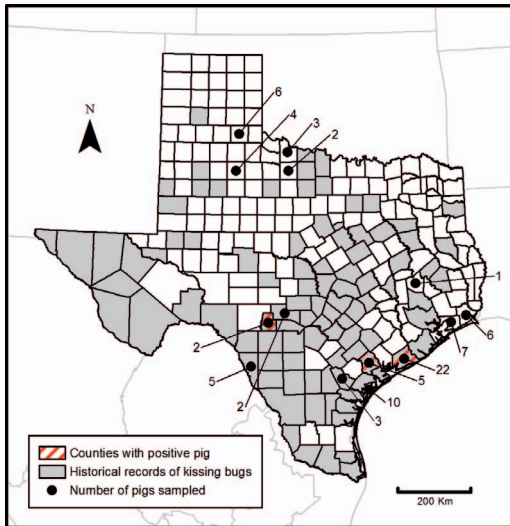 6
N
4
3
2
1
6
2
7
5
22
5
2
10
3
Counties with positive pig
Historical records of kissing bugs
Number of pigs sampled
200 Km